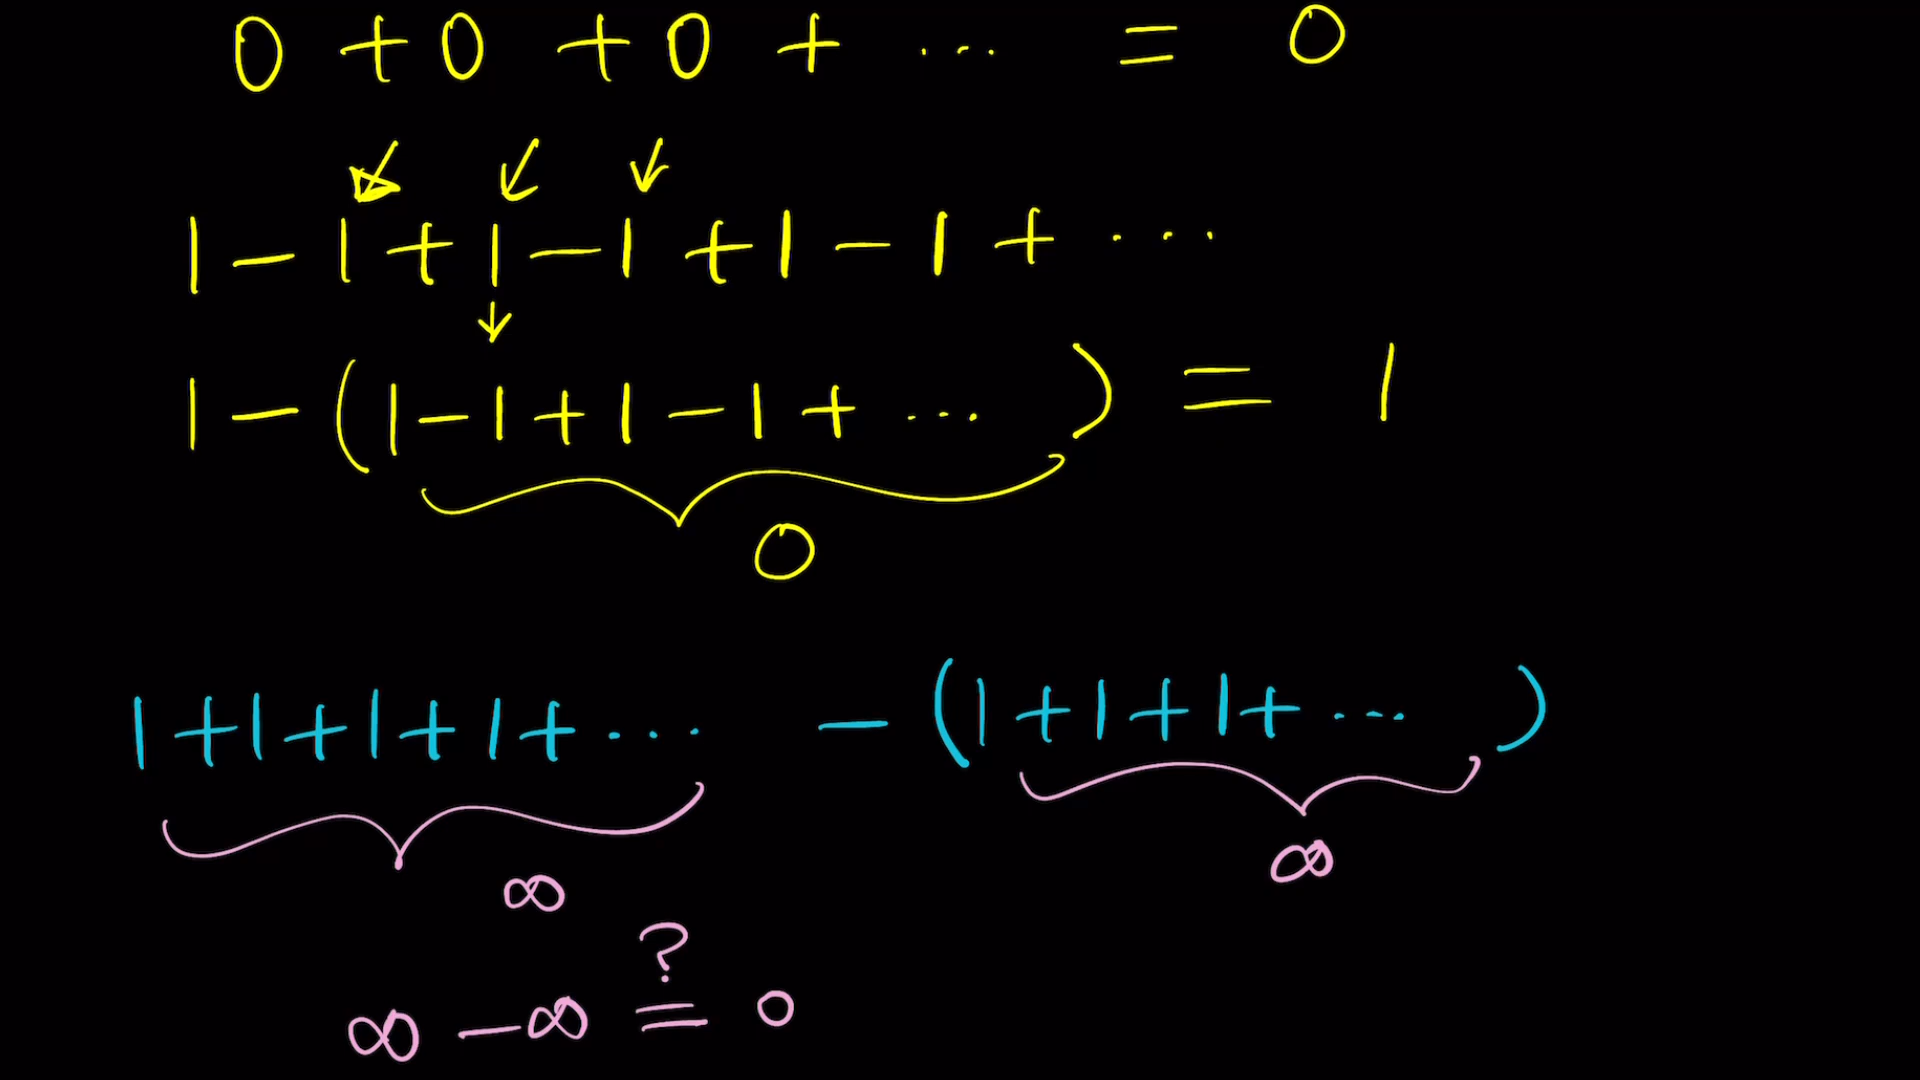 0 + 0 + 0 + ... = 0
1 - 1 + 1 - 1 + 1 - 1 + ...
1 - (1 - 1 + 1 - 1 + ... ) = 1
0
1 + 1 + 1 + 1 + ... - (1 + 1 + 1 + ... )
∞ ∞
?
∞ - ∞ = 0